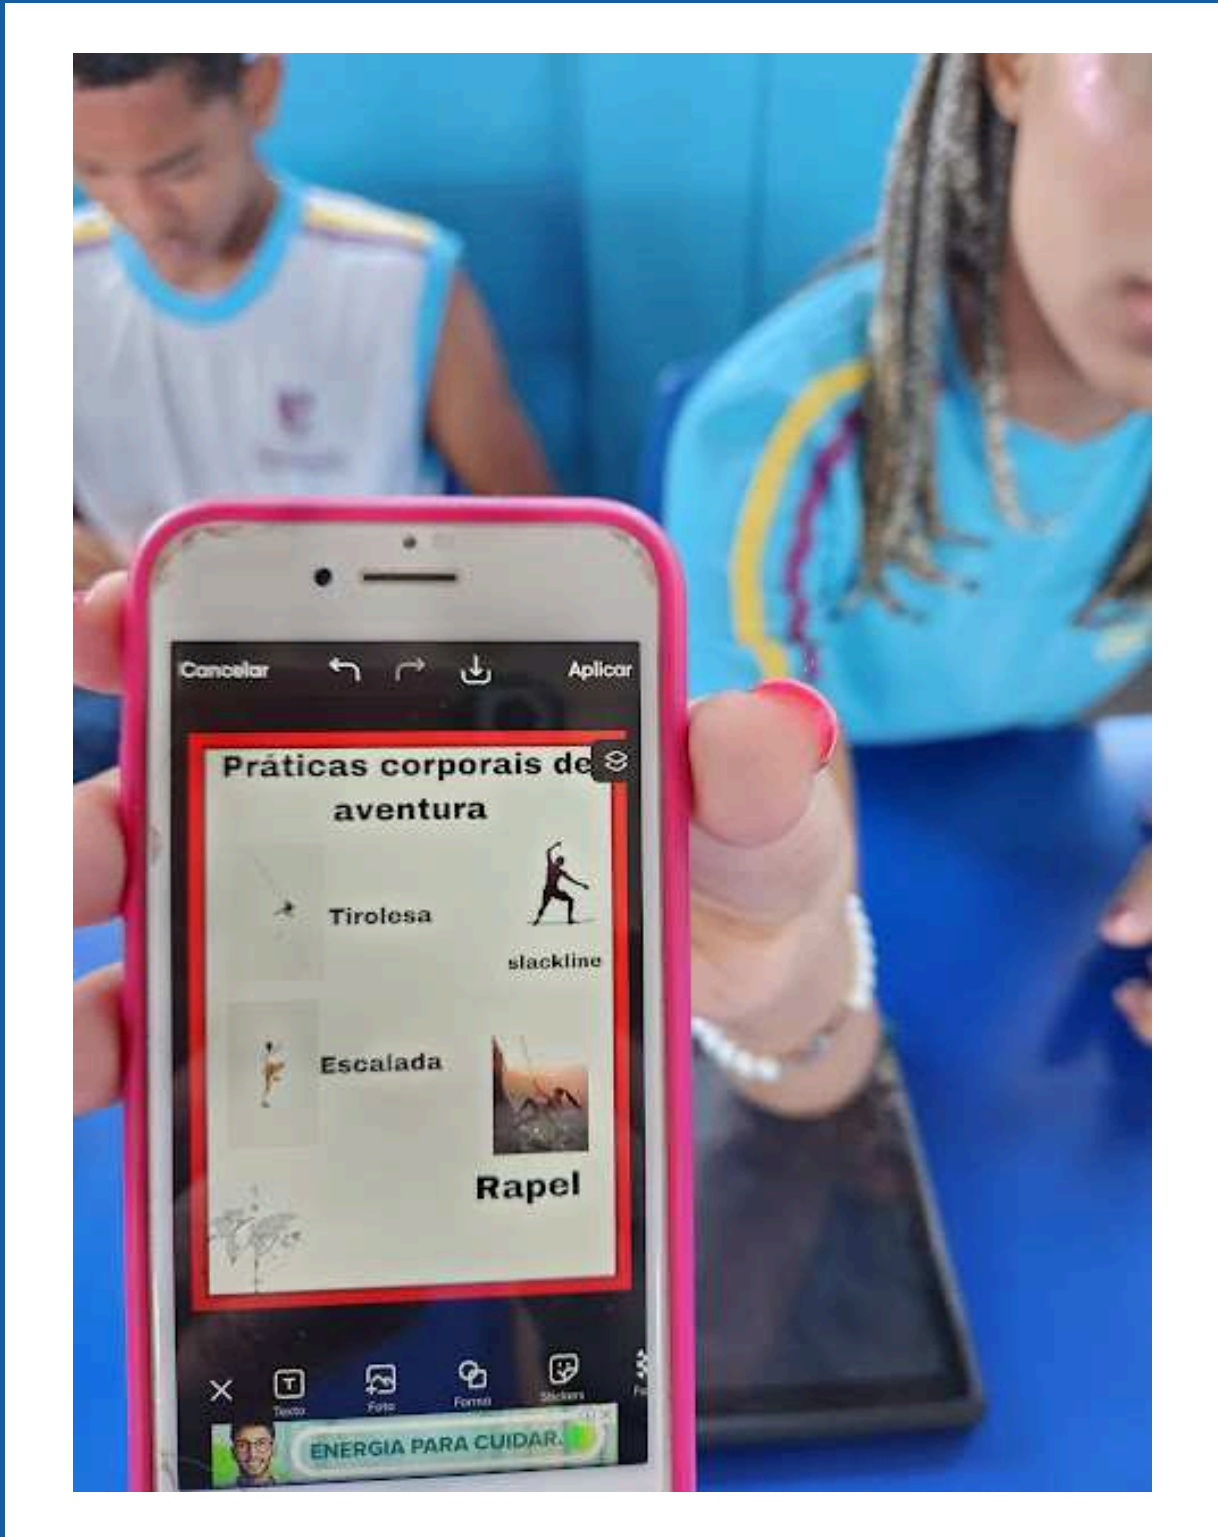 Cancelar
Aplicar
Práticas corporais de
aventura
Tirolesa
slackline
Escalada
Rapel
Texto
Foto
Forma
Stickers
ENERGIA PARA CUIDAR.